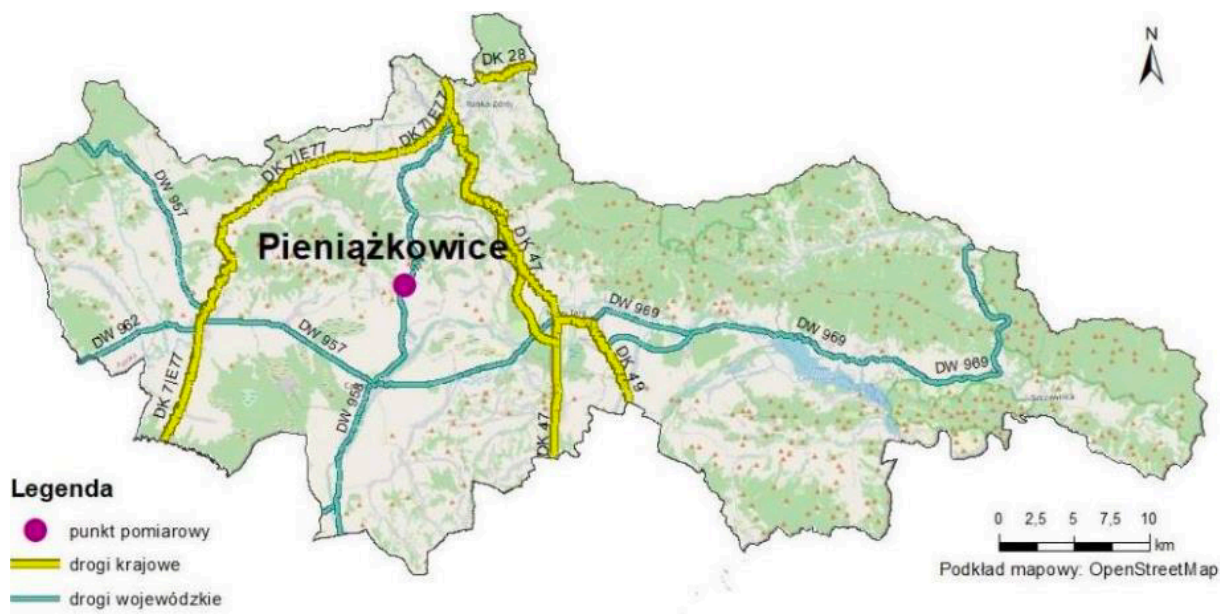 N
DK 28
DK 7|E77
DK 7|E77
DW 957
Pieniążkowice
DK 47
DW 969
DW 969
DW 969
DW 962
DW 957
DK 7|E77
DW 958
DK 49
DK 47
Szczawnica
Legenda
punkt pomiarowy
drogi krajowe
drogi wojewódzkie
0 2,5 5 7,5 10
km
Podkład mapowy: OpenStreetMap